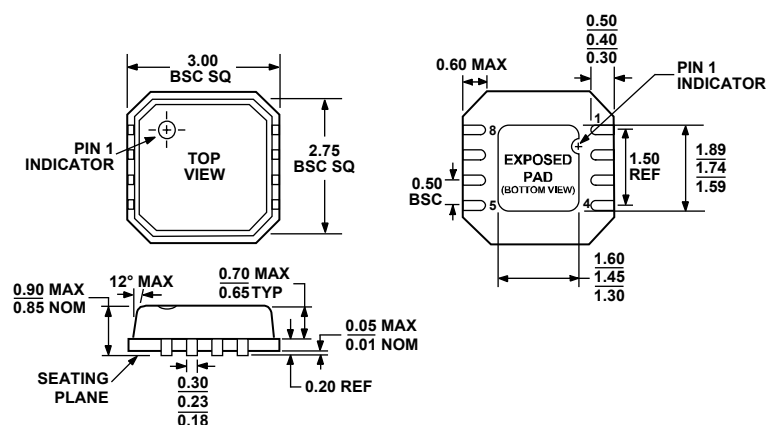 3.00
BSC SQ
PIN 1
INDICATOR
TOP
VIEW
2.75
BSC SQ
0.60 MAX
0.50
0.40
0.30
PIN 1
INDICATOR
8
1
EXPOSED
PAD
(BOTTOM VIEW)
0.50
BSC
5
4
1.50
REF
1.89
1.74
1.59
1.60
1.45
1.30
0.90 MAX
0.85 NOM
12° MAX
0.70 MAX
0.65 TYP
0.05 MAX
0.01 NOM
SEATING
PLANE
0.30
0.23
0.18
0.20 REF